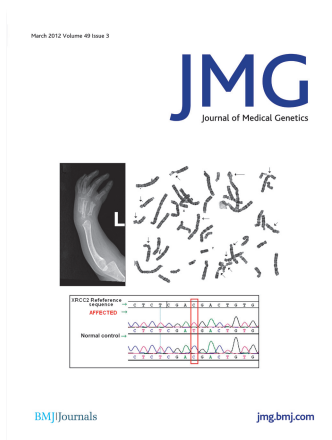 March 2012 Volume 49 Issue 3
JMG
Journal of Medical Genetics
L
XRCC2 Refeference
sequence
C T C T C G A C G A C T G T G
AFFECTED
C T C T C G A T G A C T G T G
Normal control
C T C T C G A C G A C T G T G
BMJ|Journals
jmg.bmj.com